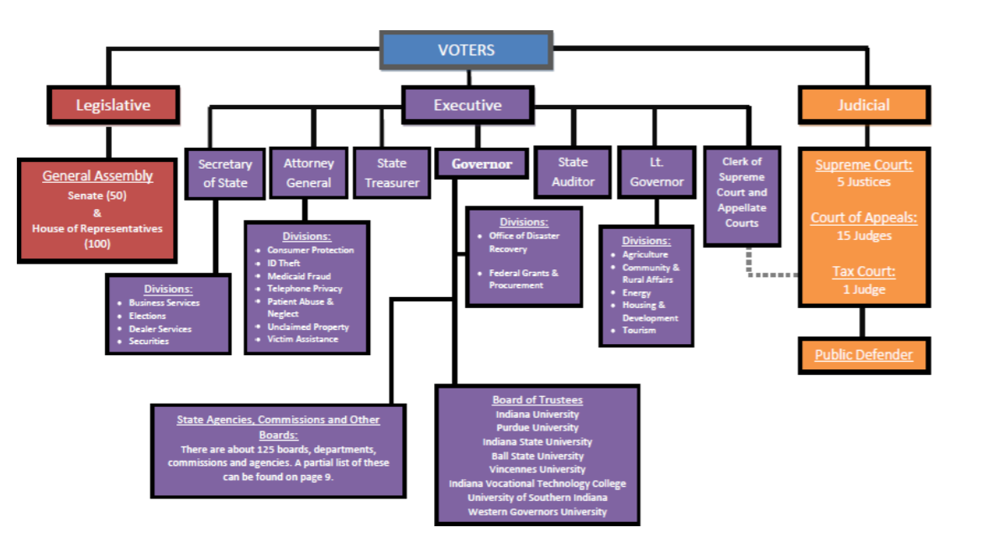 VOTERS
Legislative
Executive
Judicial
General Assembly
Senate (50)
&
House of Representatives
(100)
Secretary
of State
Attorney
General
State
Treasurer
Governor
State
Auditor
Lt.
Governor
Clerk of
Supreme
Court and
Appellate
Courts
Supreme Court:
5 Justices
Court of Appeals:
15 Judges
Tax Court:
1 Judge
Public Defender
Divisions:
• Business Services
• Elections
• Dealer Services
• Securities
Divisions:
• Consumer Protection
• ID Theft
• Medicaid Fraud
• Telephone Privacy
• Patient Abuse &
Neglect
• Unclaimed Property
• Victim Assistance
Divisions:
• Office of Disaster
Recovery
• Federal Grants &
Procurement
Divisions:
• Agriculture
• Community &
Rural Affairs
• Energy
• Housing &
Development
• Tourism
State Agencies, Commissions and Other
Boards:
There are about 125 boards, departments,
commissions and agencies. A partial list of these
can be found on page 9.
Board of Trustees
Indiana University
Purdue University
Indiana State University
Ball State University
Vincennes University
Indiana Vocational Technology College
University of Southern Indiana
Western Governors University